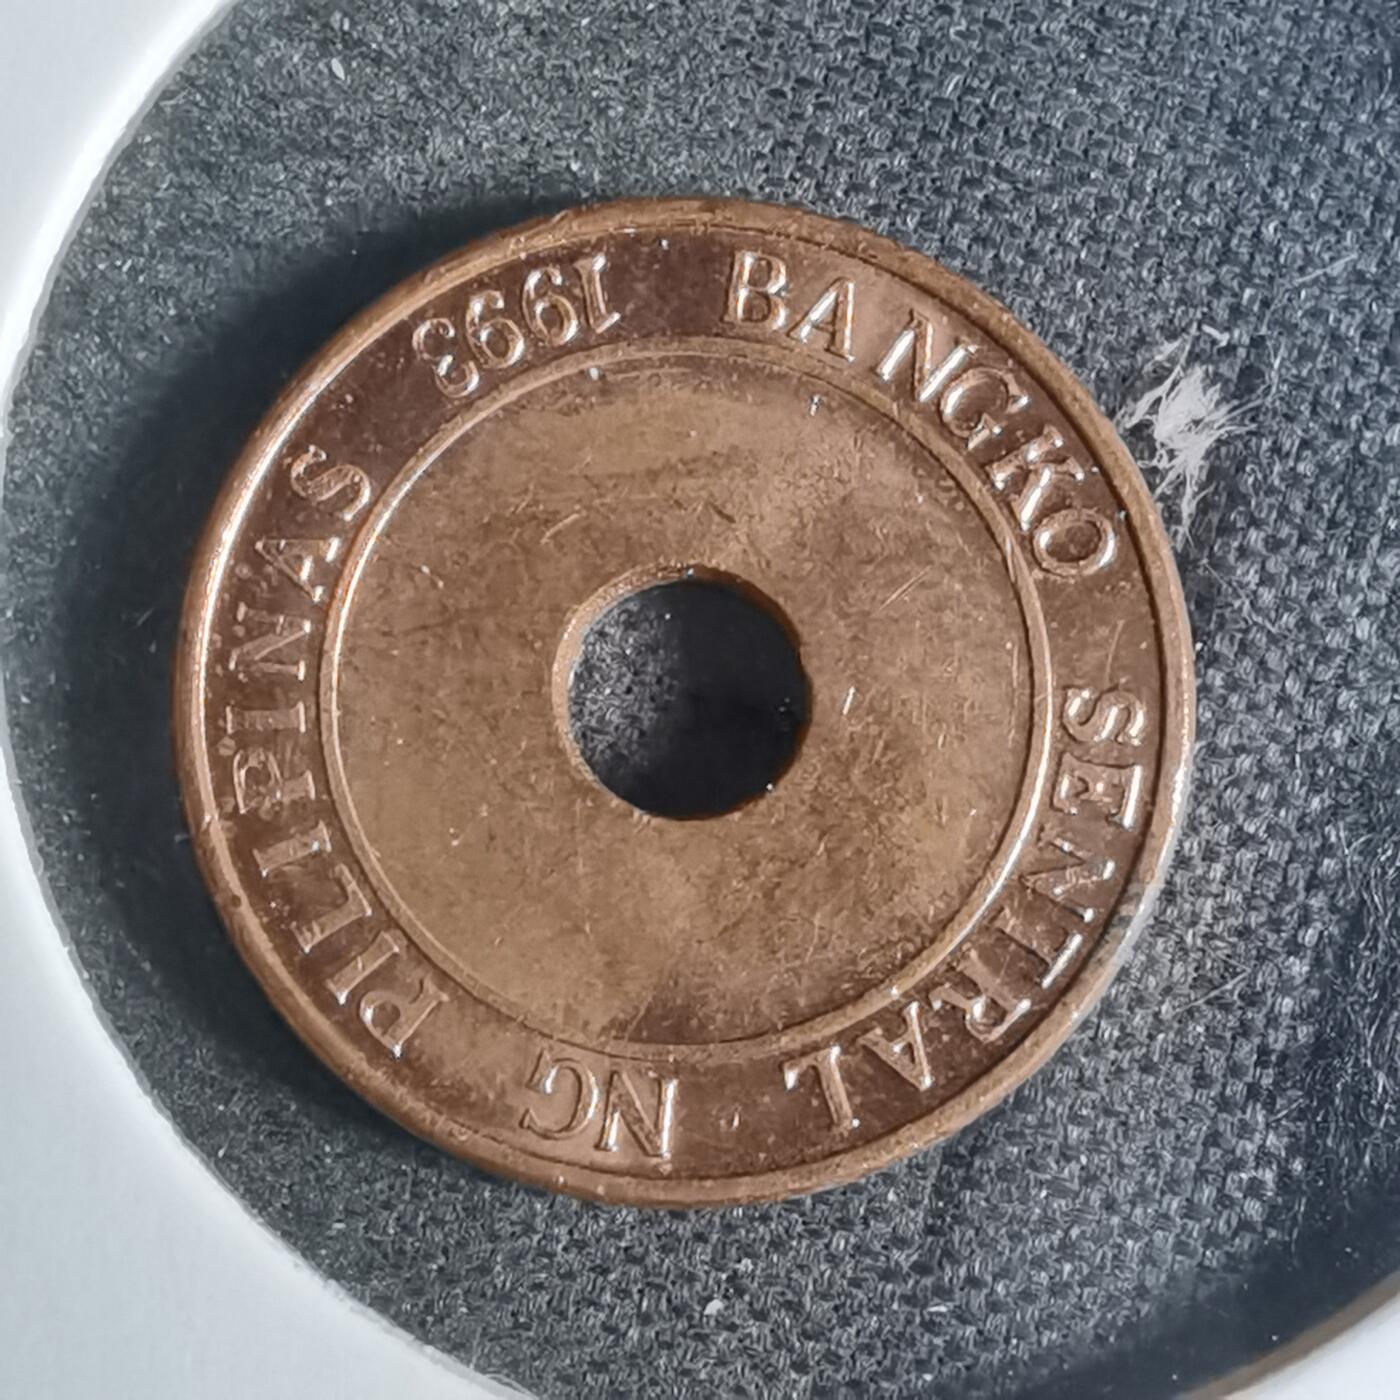 BANGKO SENTRAL NG PILIPINAS
1993